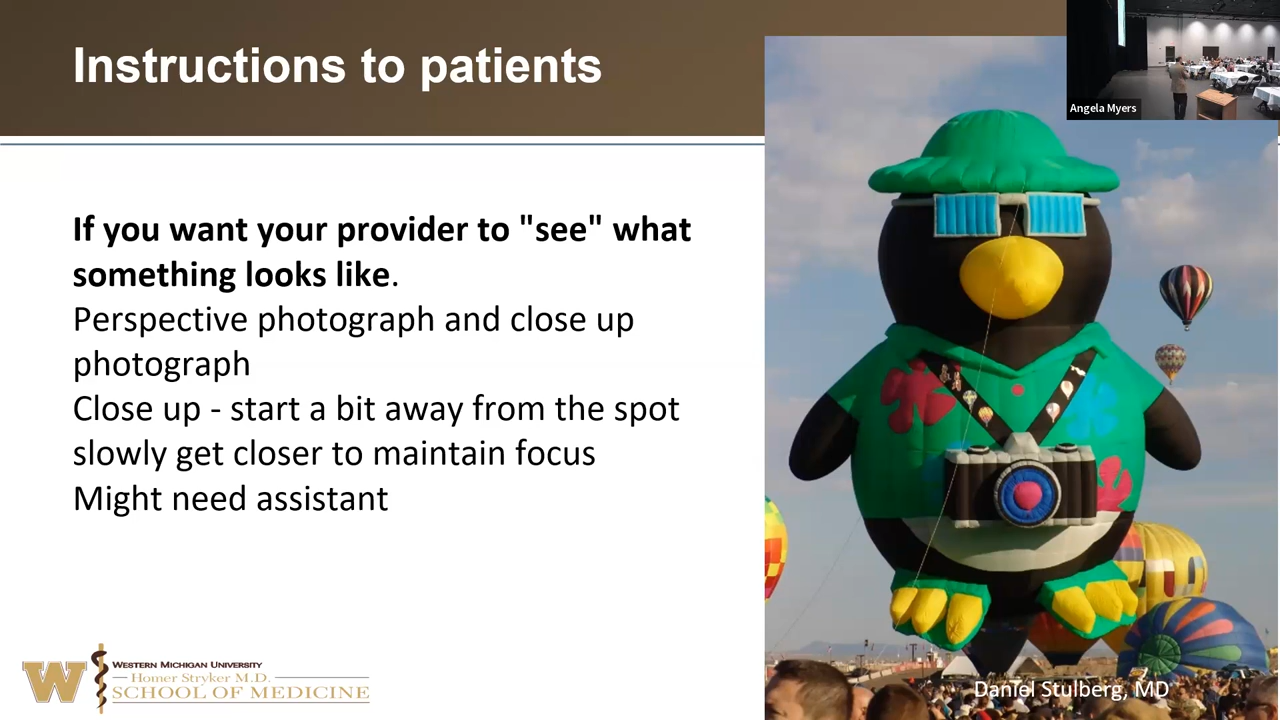 Instructions to patients
Angela Myers
If you want your provider to "see" what
something looks like.
Perspective photograph and close up
photograph
Close up - start a bit away from the spot
slowly get closer to maintain focus
Might need assistant
W
WESTERN MICHIGAN UNIVERSITY
Homer Stryker M.D.
SCHOOL OF MEDICINE
Daniel Stulberg, MD